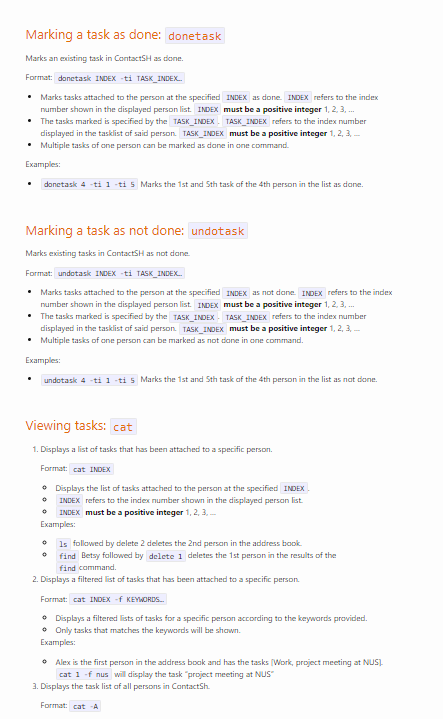 Marking a task as done: donetask
Marks an existing task in ContactSH as done.
Format: donetask INDEX -ti TASK_INDEX…
• Marks tasks attached to the person at the specified INDEX as done. INDEX refers to the index
number shown in the displayed person list. INDEX must be a positive integer 1, 2, 3, …
• The tasks marked is specified by the TASK_INDEX. TASK_INDEX refers to the index number
displayed in the tasklist of said person. TASK_INDEX must be a positive integer 1, 2, 3, …
• Multiple tasks of one person can be marked as done in one command.
Examples:
• donetask 4 -ti 1 -ti 5 Marks the 1st and 5th task of the 4th person in the list as done.
Marking a task as not done: undotask
Marks existing tasks in ContactSH as not done.
Format: undotask INDEX -ti TASK_INDEX…
• Marks tasks attached to the person at the specified INDEX as not done. INDEX refers to the index
number shown in the displayed person list. INDEX must be a positive integer 1, 2, 3, …
• The tasks marked is specified by the TASK_INDEX. TASK_INDEX refers to the index number
displayed in the tasklist of said person. TASK_INDEX must be a positive integer 1, 2, 3, …
• Multiple tasks of one person can be marked as not done in one command.
Examples:
• undotask 4 -ti 1 -ti 5 Marks the 1st and 5th task of the 4th person in the list as not done.
Viewing tasks: cat
1. Displays a list of tasks that has been attached to a specific person.
Format: cat INDEX
○ Displays the list of tasks attached to the person at the specified INDEX.
○ INDEX refers to the index number shown in the displayed person list.
○ INDEX must be a positive integer 1, 2, 3, …
Examples:
○ ls followed by delete 2 deletes the 2nd person in the address book.
○ find Betsy followed by delete 1 deletes the 1st person in the results of the
find command.
2. Displays a filtered list of tasks that has been attached to a specific person.
Format: cat INDEX -f KEYWORDS…
○ Displays a filtered lists of tasks for a specific person according to the keywords provided.
○ Only tasks that matches the keywords will be shown.
Examples:
○ Alex is the first person in the address book and has the tasks [Work, project meeting at NUS].
cat 1 -f nus will display the task "project meeting at NUS"
3. Displays the task list of all persons in ContactSh.
Format: cat -A